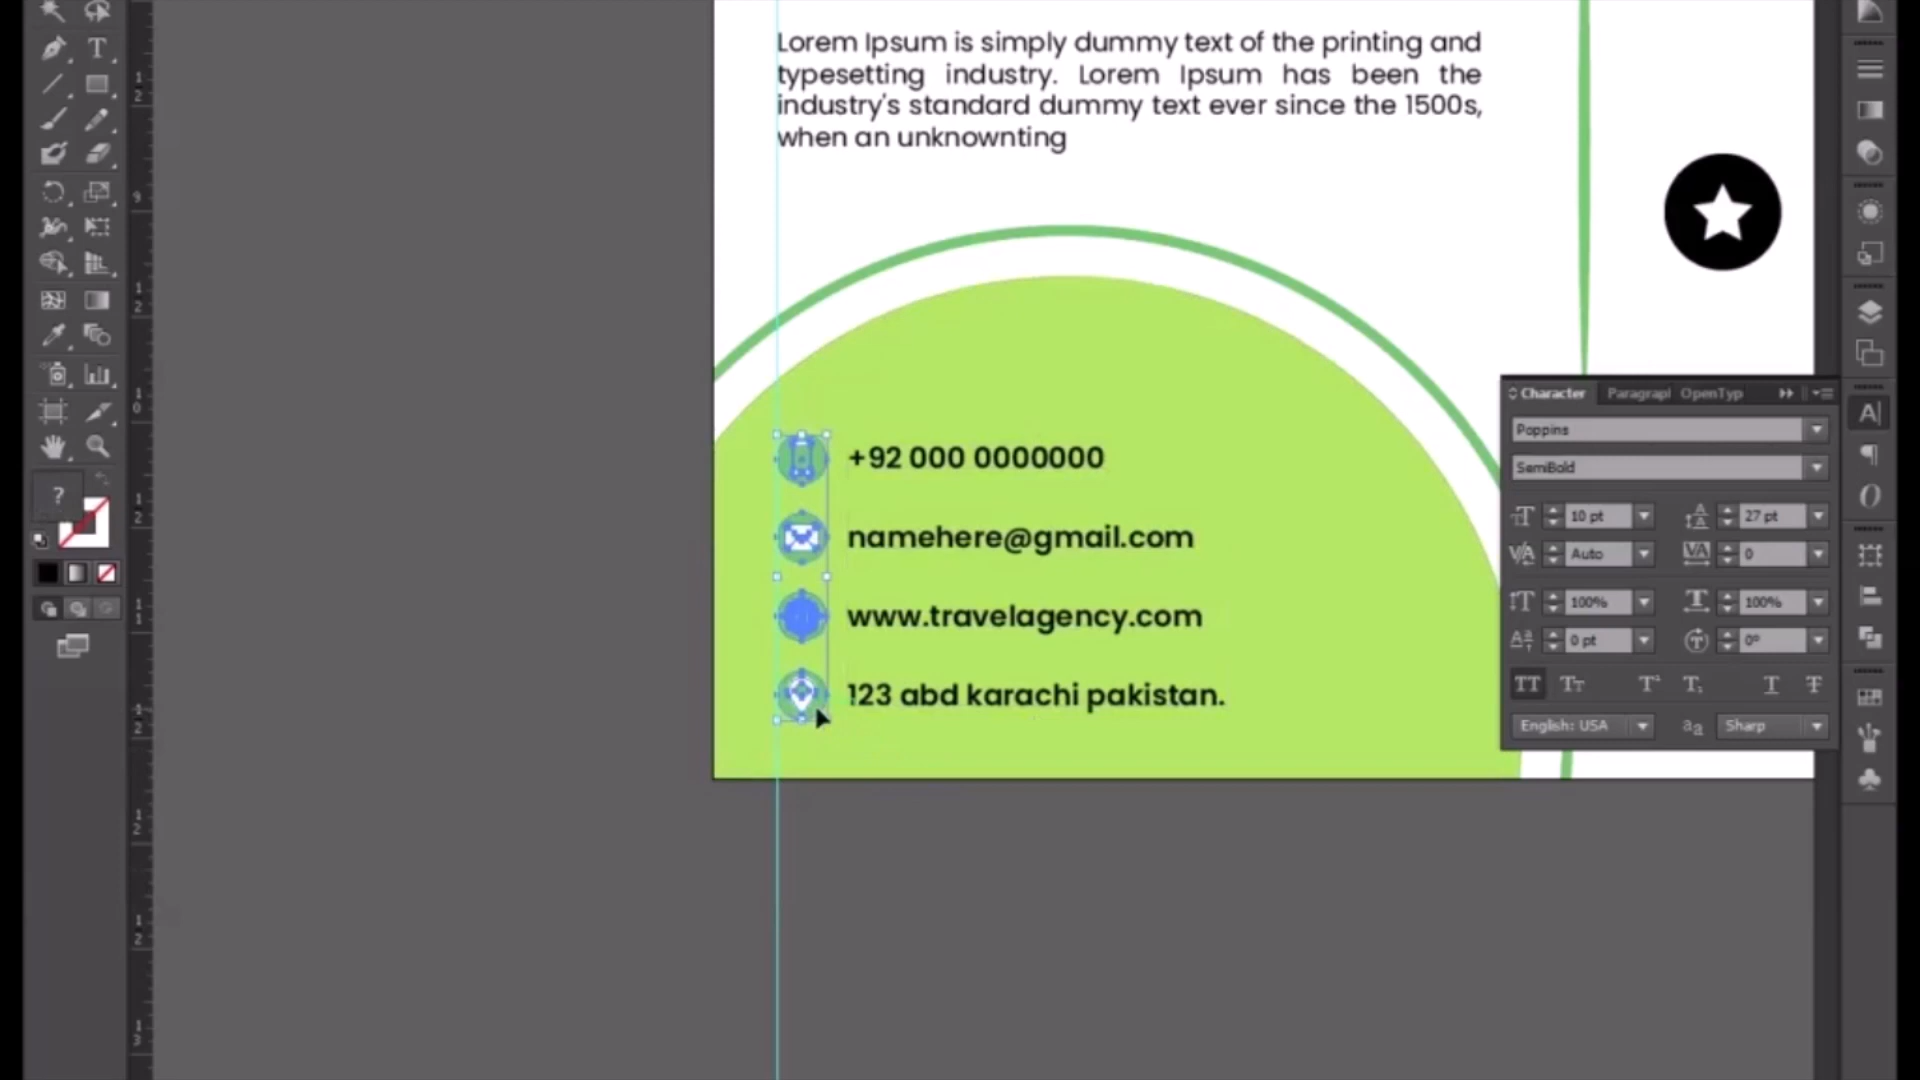 Lorem Ipsum is simply dummy text of the printing and
typesetting industry. Lorem Ipsum has been the
industry's standard dummy text ever since the 1500s,
when an unknownting
+92 000 0000000
namehere@gmail.com
www.travelagency.com
123 abd karachi pakistan.
Character Paragrapl OpenTyp
Poppins
SemiBold
10 pt 27 pt
Auto 0
100% 100%
0 pt 0°
English: USA Sharp